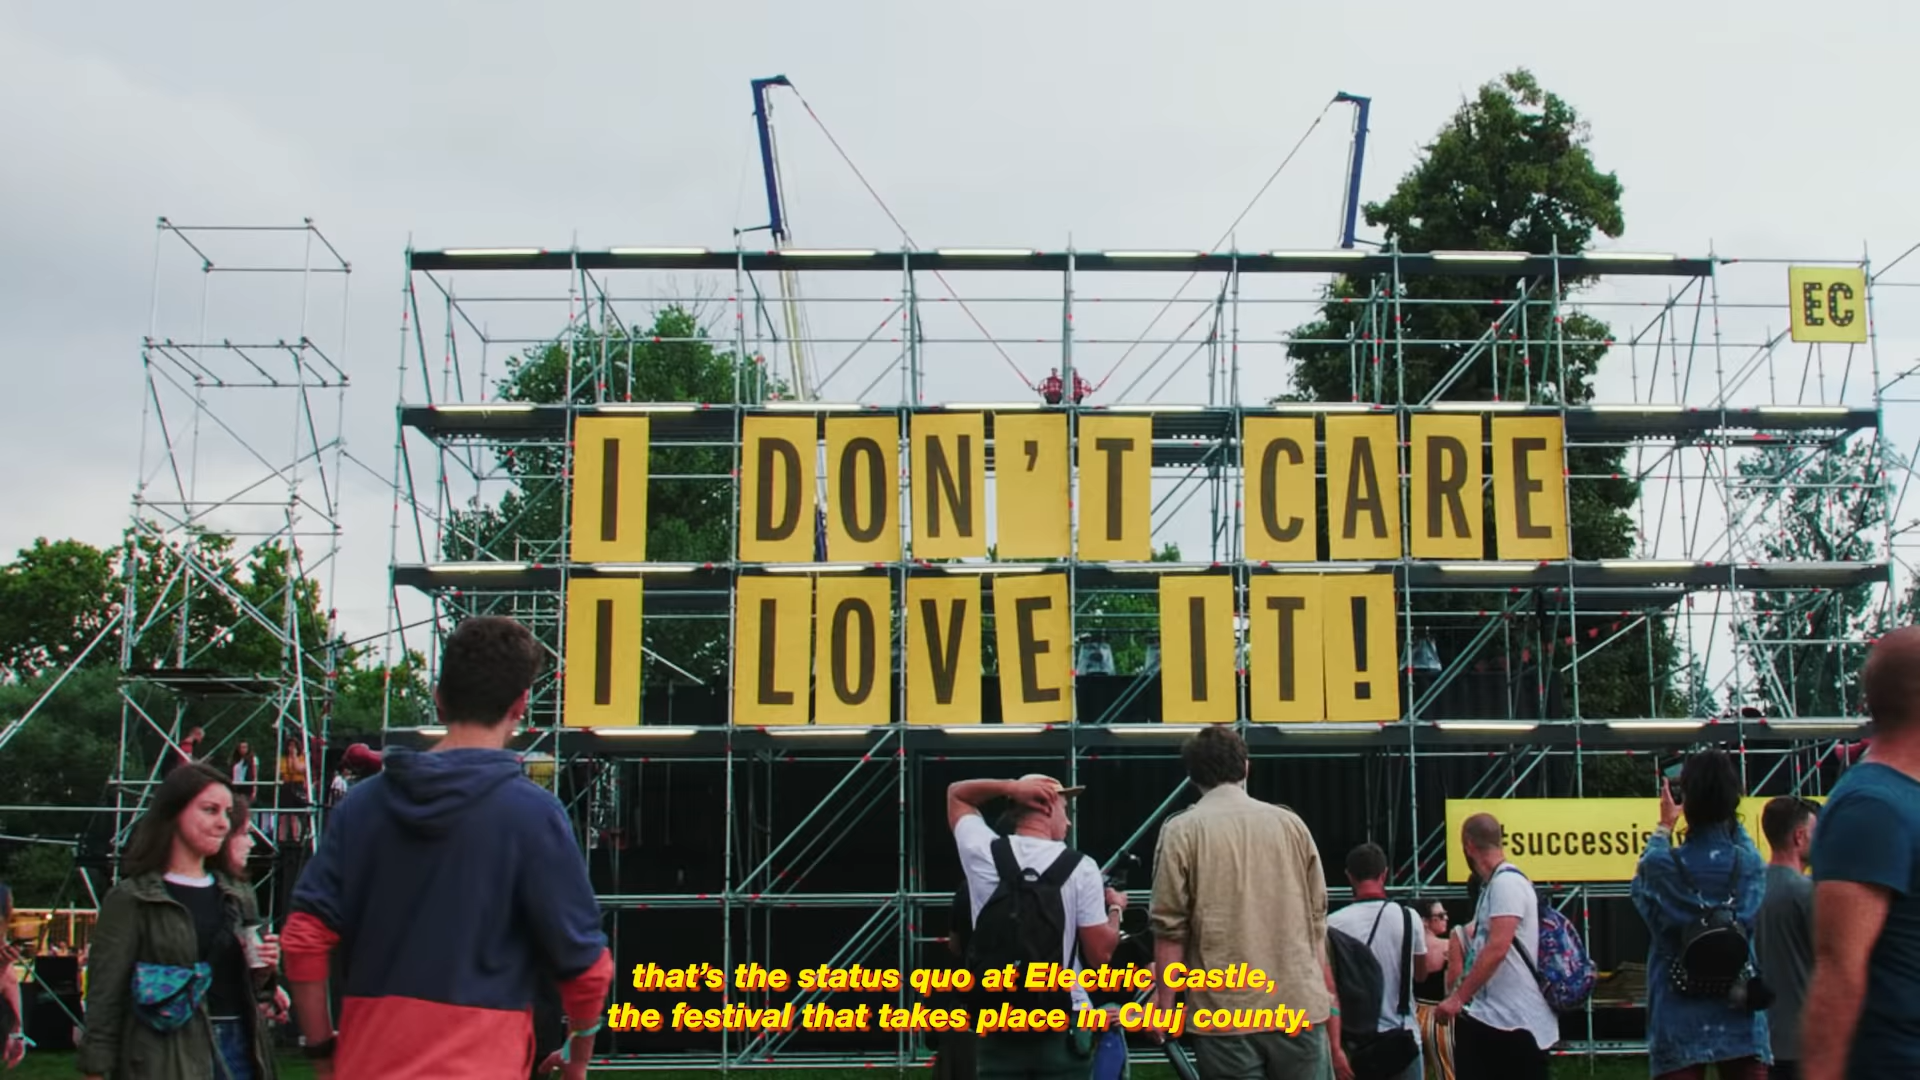 EC
I DON'T CARE
I LOVE IT!
#successis
that's the status quo at Electric Castle,
the festival that takes place in Cluj county.